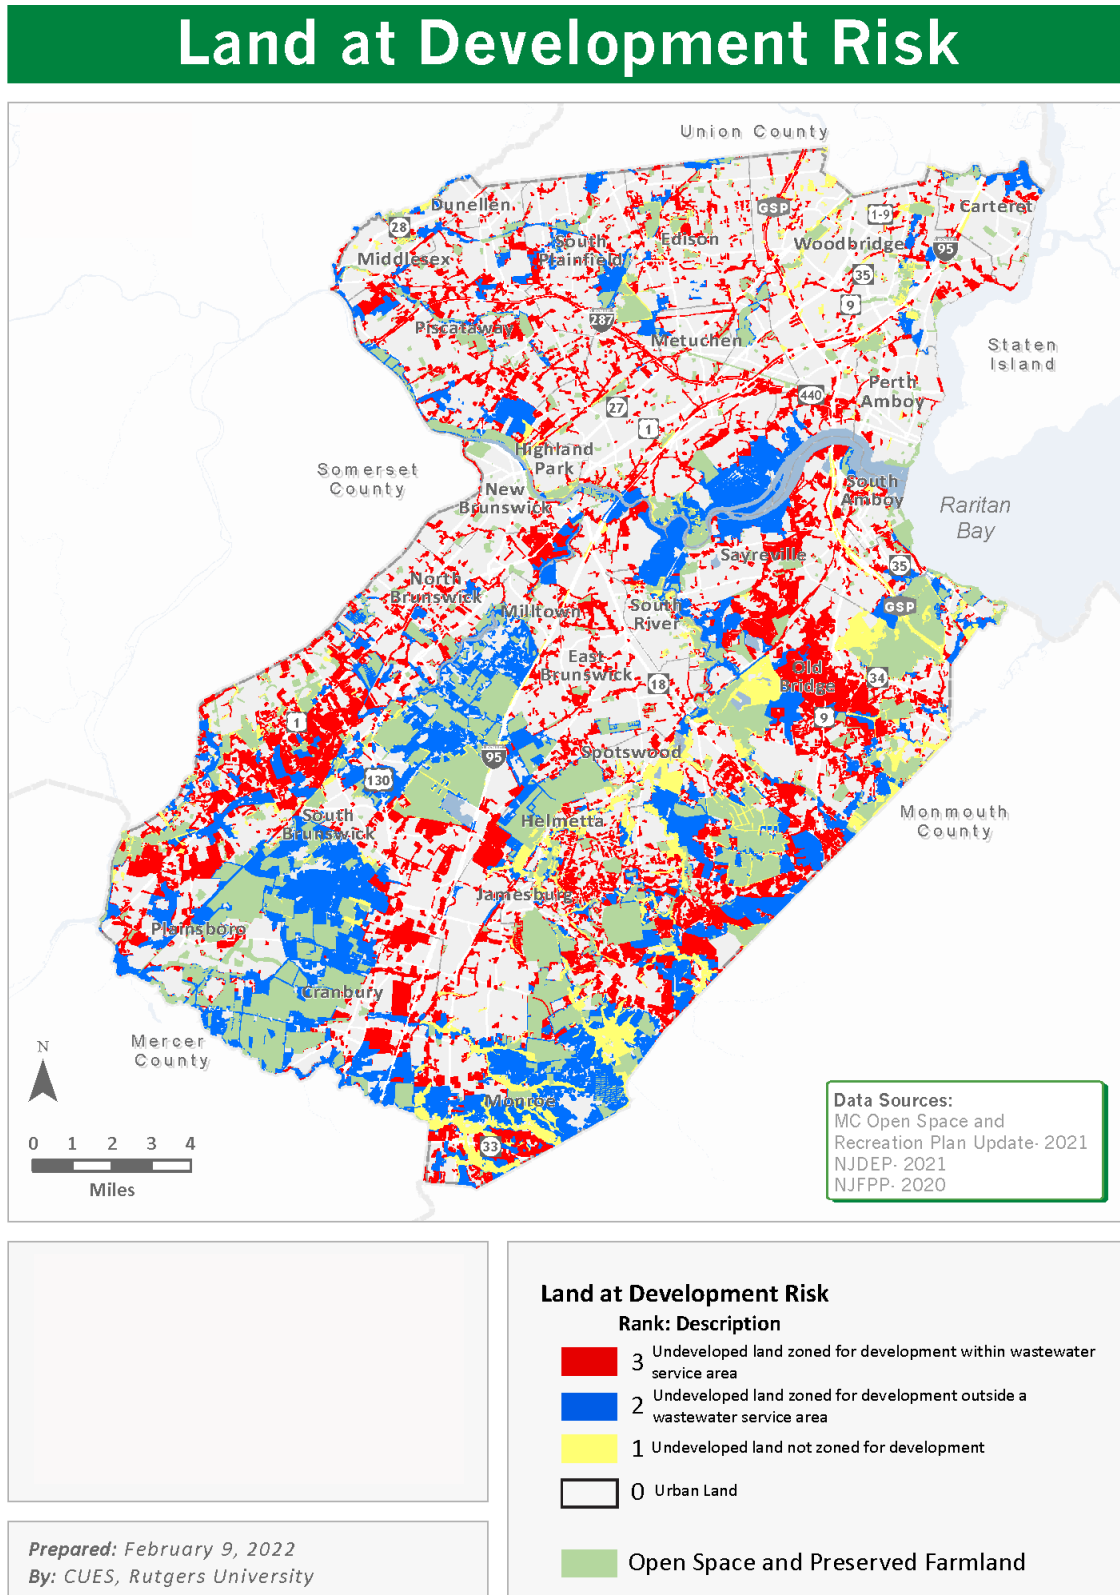 Land at Development Risk
Union County
Dunellen
GSP
1-9
Carteret
28
South
Plainfield
Edison
Woodbridge
95
Middlesex
35
9
Piscataway
287
Metuchen
Staten
Island
Perth
Amboy
440
27
1
Highland
Park
Somerset
County
New
Brunswick
South
Amboy
Raritan
Bay
Sayreville
35
North
Brunswick
Milltown
South
River
GSP
East
Brunswick
Old
Bridge
34
18
9
1
95
Spotswood
130
South
Brunswick
Helmetta
Monmouth
County
Jamesburg
Plainsboro
Cranbury
Mercer
County
N
Monroe
33
0 1 2 3 4
Miles
Data Sources:
MC Open Space and
Recreation Plan Update- 2021
NJDEP- 2021
NJFPP- 2020
Land at Development Risk
Rank: Description
3 Undeveloped land zoned for development within wastewater
service area
2 Undeveloped land zoned for development outside a
wastewater service area
1 Undeveloped land not zoned for development
0 Urban Land
Open Space and Preserved Farmland
Prepared: February 9, 2022
By: CUES, Rutgers University